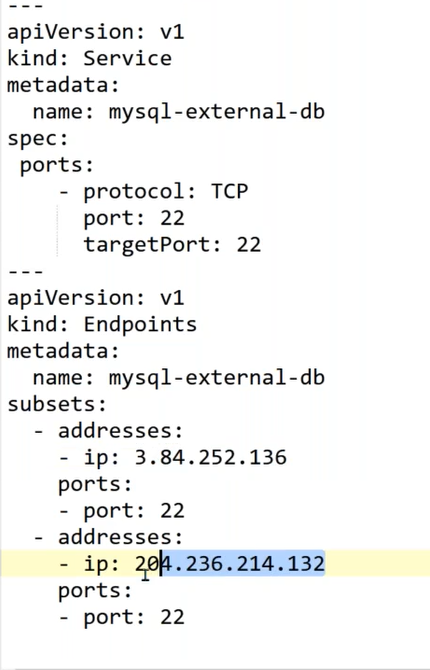 ---
apiVersion: v1
kind: Service
metadata:
  name: mysql-external-db
spec:
 ports:
    - protocol: TCP
      port: 22
      targetPort: 22
---
apiVersion: v1
kind: Endpoints
metadata:
  name: mysql-external-db
subsets:
  - addresses:
    - ip: 3.84.252.136
    ports:
    - port: 22
  - addresses:
    - ip: 204.236.214.132
    ports:
    - port: 22